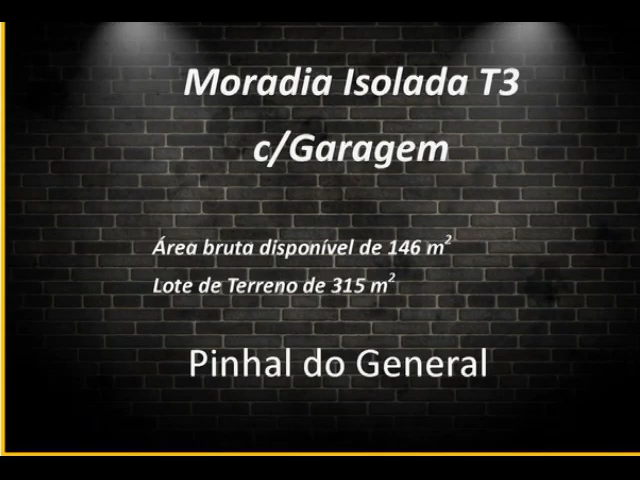 Moradia Isolada T3
c/Garagem
Área bruta disponível de 146 m²
Lote de Terreno de 315 m²
Pinhal do General